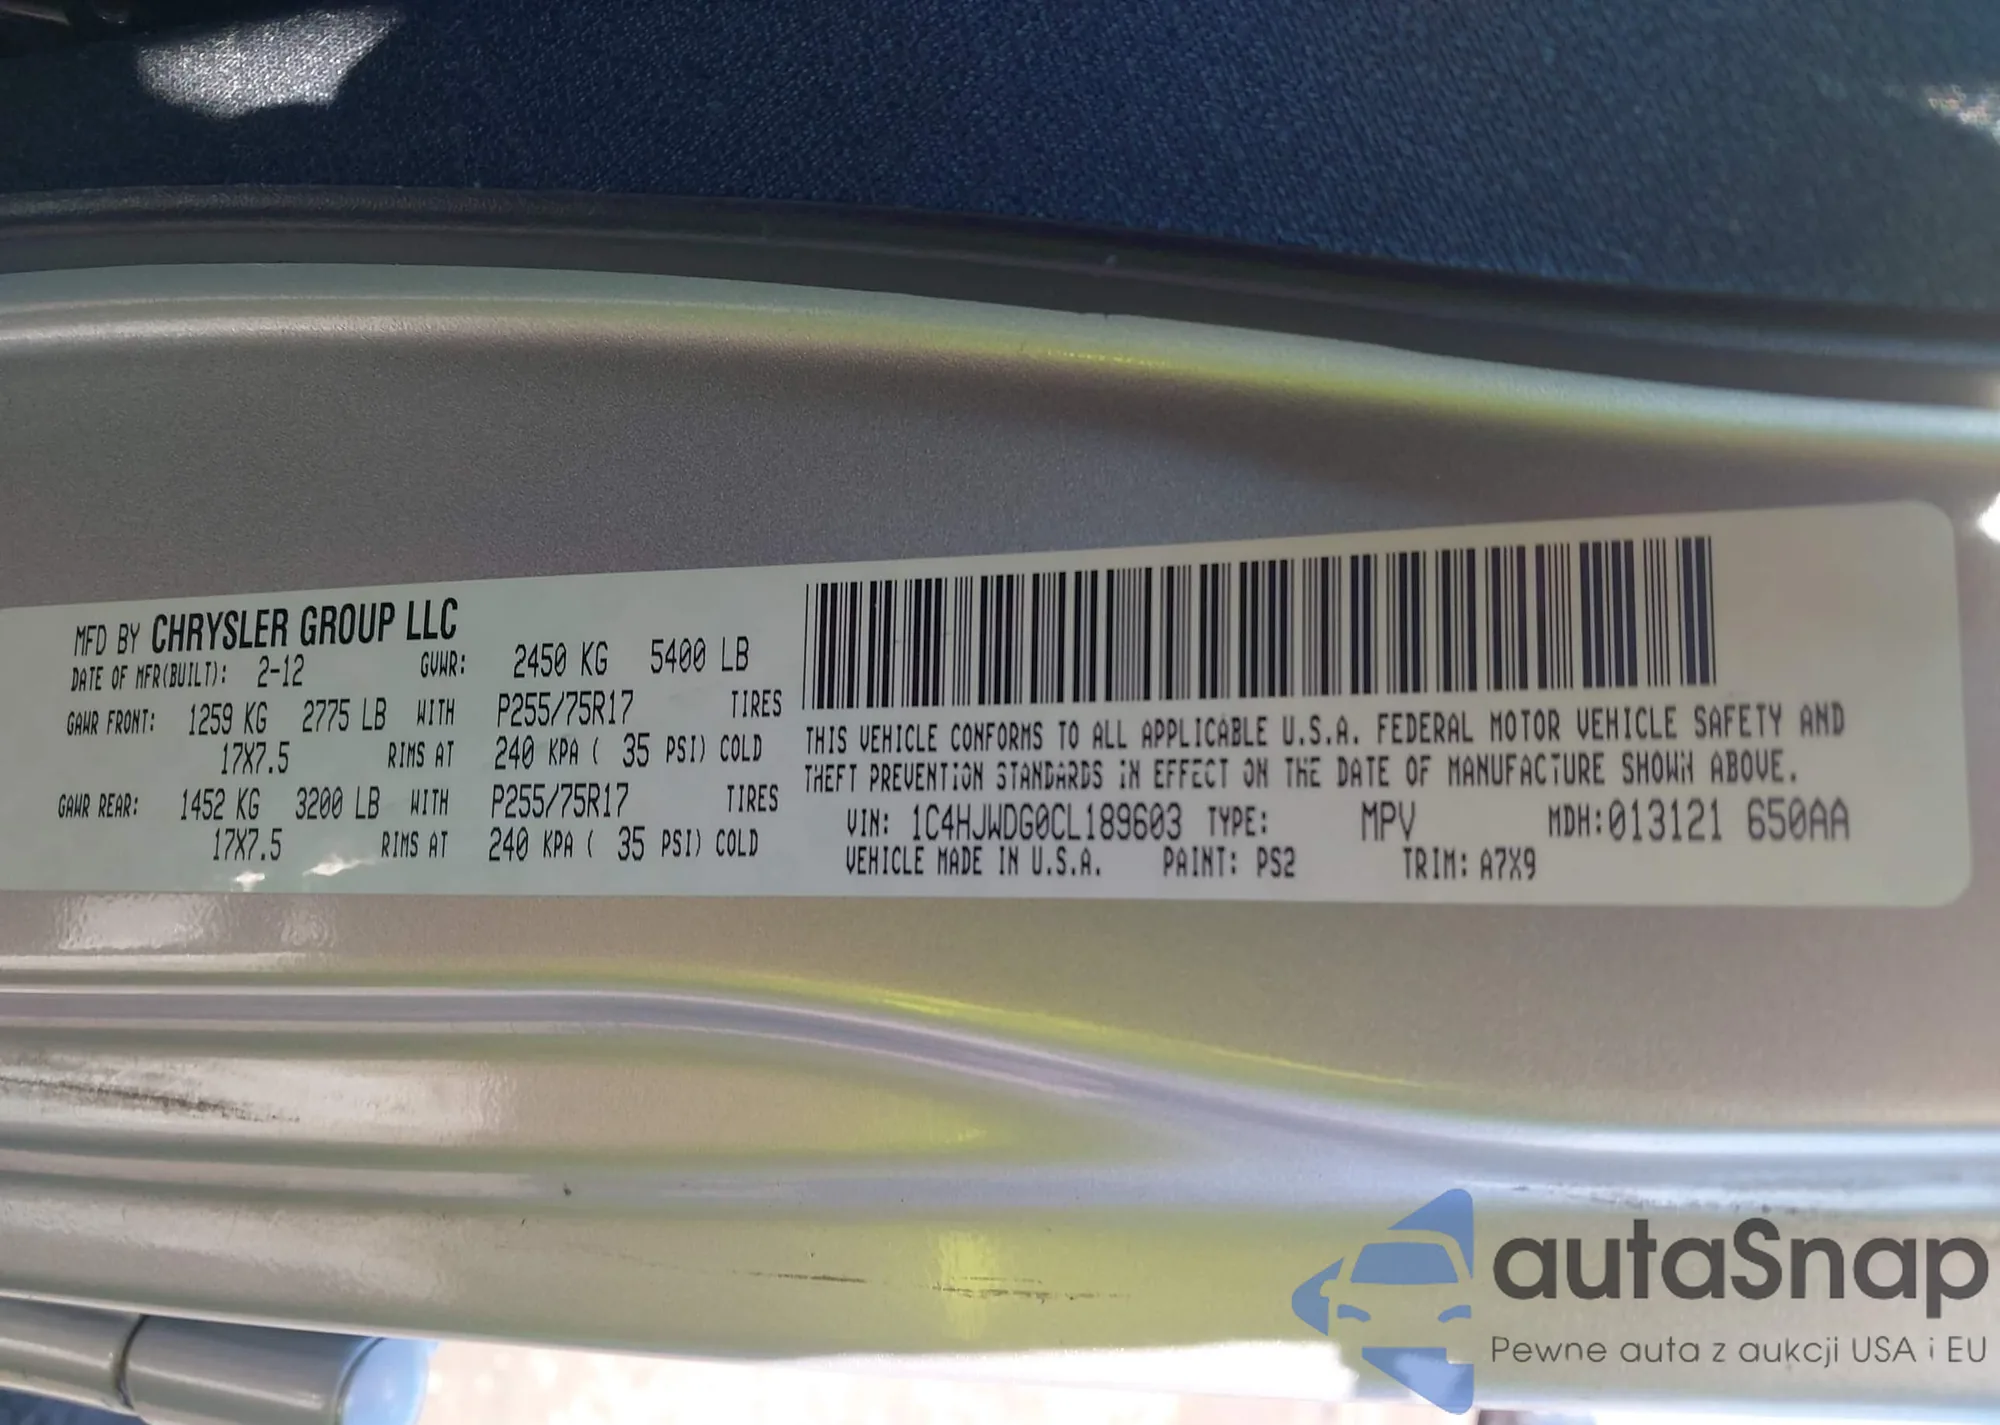 MFD BY CHRYSLER GROUP LLC
DATE OF MFR(BUILT): 2-12 GVWR: 2450 KG 5400 LB
GAWR FRONT: 1259 KG 2775 LB WITH P255/75R17 TIRES
17X7.5 RIMS AT 240 KPA ( 35 PSI) COLD
GAWR REAR: 1452 KG 3200 LB WITH P255/75R17 TIRES
17X7.5 RIMS AT 240 KPA ( 35 PSI) COLD
THIS VEHICLE CONFORMS TO ALL APPLICABLE U.S.A. FEDERAL MOTOR VEHICLE SAFETY AND
THEFT PREVENTION STANDARDS IN EFFECT ON THE DATE OF MANUFACTURE SHOWN ABOVE.
VIN: 1C4HJWDG0CL189603 TYPE: MPV MDH:013121 650AA
VEHICLE MADE IN U.S.A. PAINT: PS2 TRIM: A7X9
autaSnap
Pewne auta z aukcji USA i EU